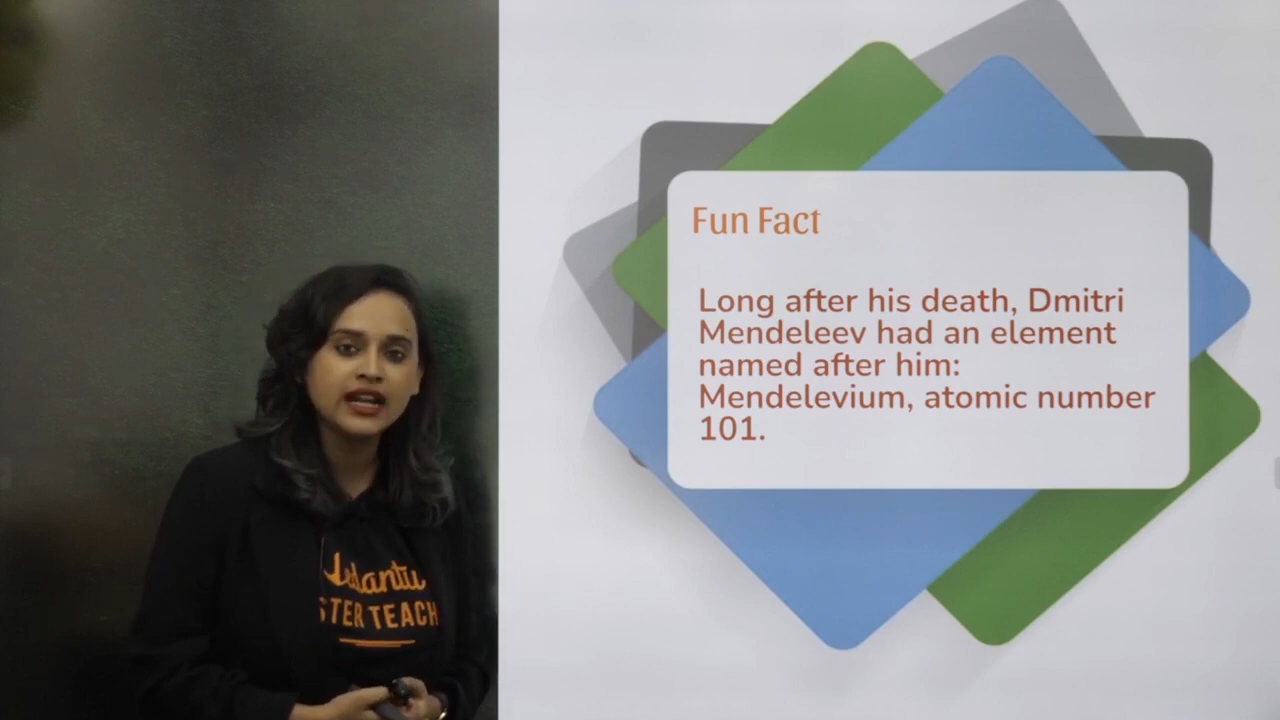 Fun Fact
Long after his death, Dmitri
Mendeleev had an element
named after him:
Mendelevium, atomic number
101.
Vedantu
STER TEACH